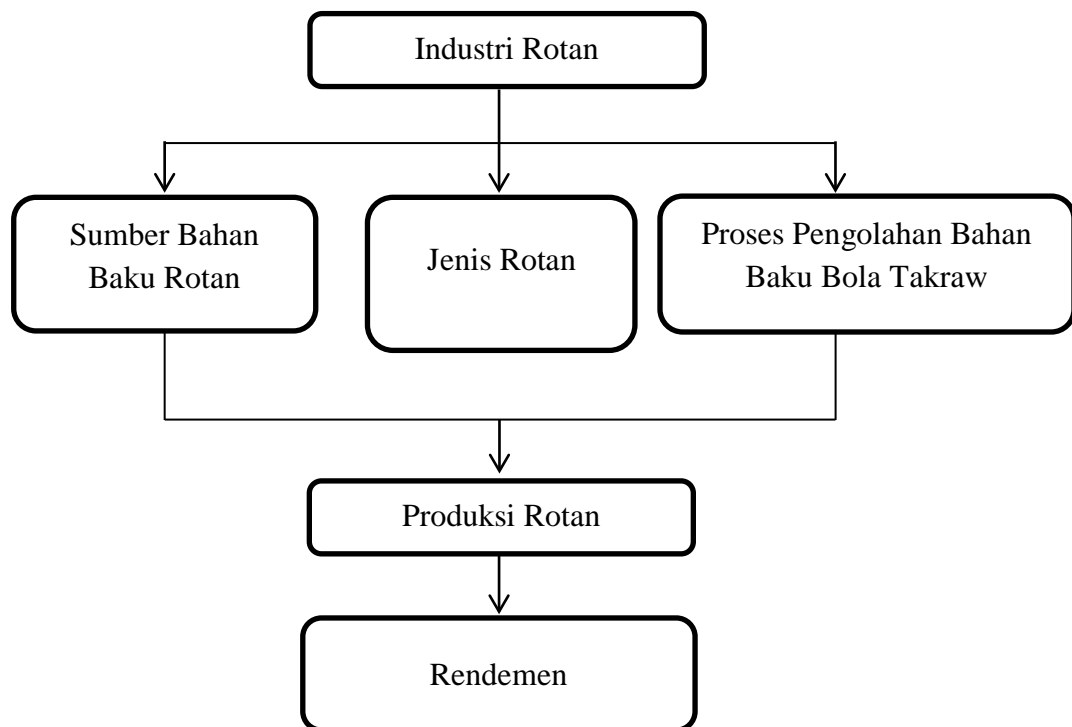 Industri Rotan
Sumber Bahan
Baku Rotan
Jenis Rotan
Proses Pengolahan Bahan
Baku Bola Takraw
Produksi Rotan
Rendemen